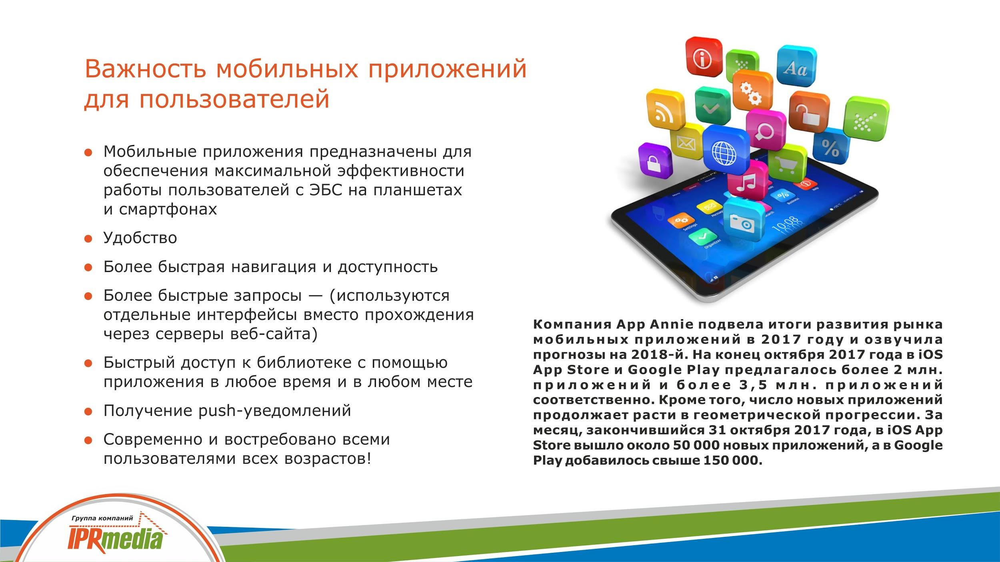 Важность мобильных приложений
для пользователей
Мобильные приложения предназначены для
обеспечения максимальной эффективности
работы пользователей с ЭБС на планшетах
и смартфонах
Удобство
Более быстрая навигация и доступность
Более быстрые запросы — (используются
отдельные интерфейсы вместо прохождения
через серверы веб-сайта)
Быстрый доступ к библиотеке с помощью
приложения в любое время и в любом месте
Получение push-уведомлений
Современно и востребовано всеми
пользователями всех возрастов!
Aa
%
%
Help
Business
Settings
Organizer
10:08
Компания App Annie подвела итоги развития рынка
мобильных приложений в 2017 году и озвучила
прогнозы на 2018-й. На конец октября 2017 года в iOS
App Store и Google Play предлагалось более 2 млн.
приложений и более 3,5 млн. приложений
соответственно. Кроме того, число новых приложений
продолжает расти в геометрической прогрессии. За
месяц, закончившийся 31 октября 2017 года, в iOS App
Store вышло около 50 000 новых приложений, а в Google
Play добавилось свыше 150 000.
Группа компаний
IPRmedia